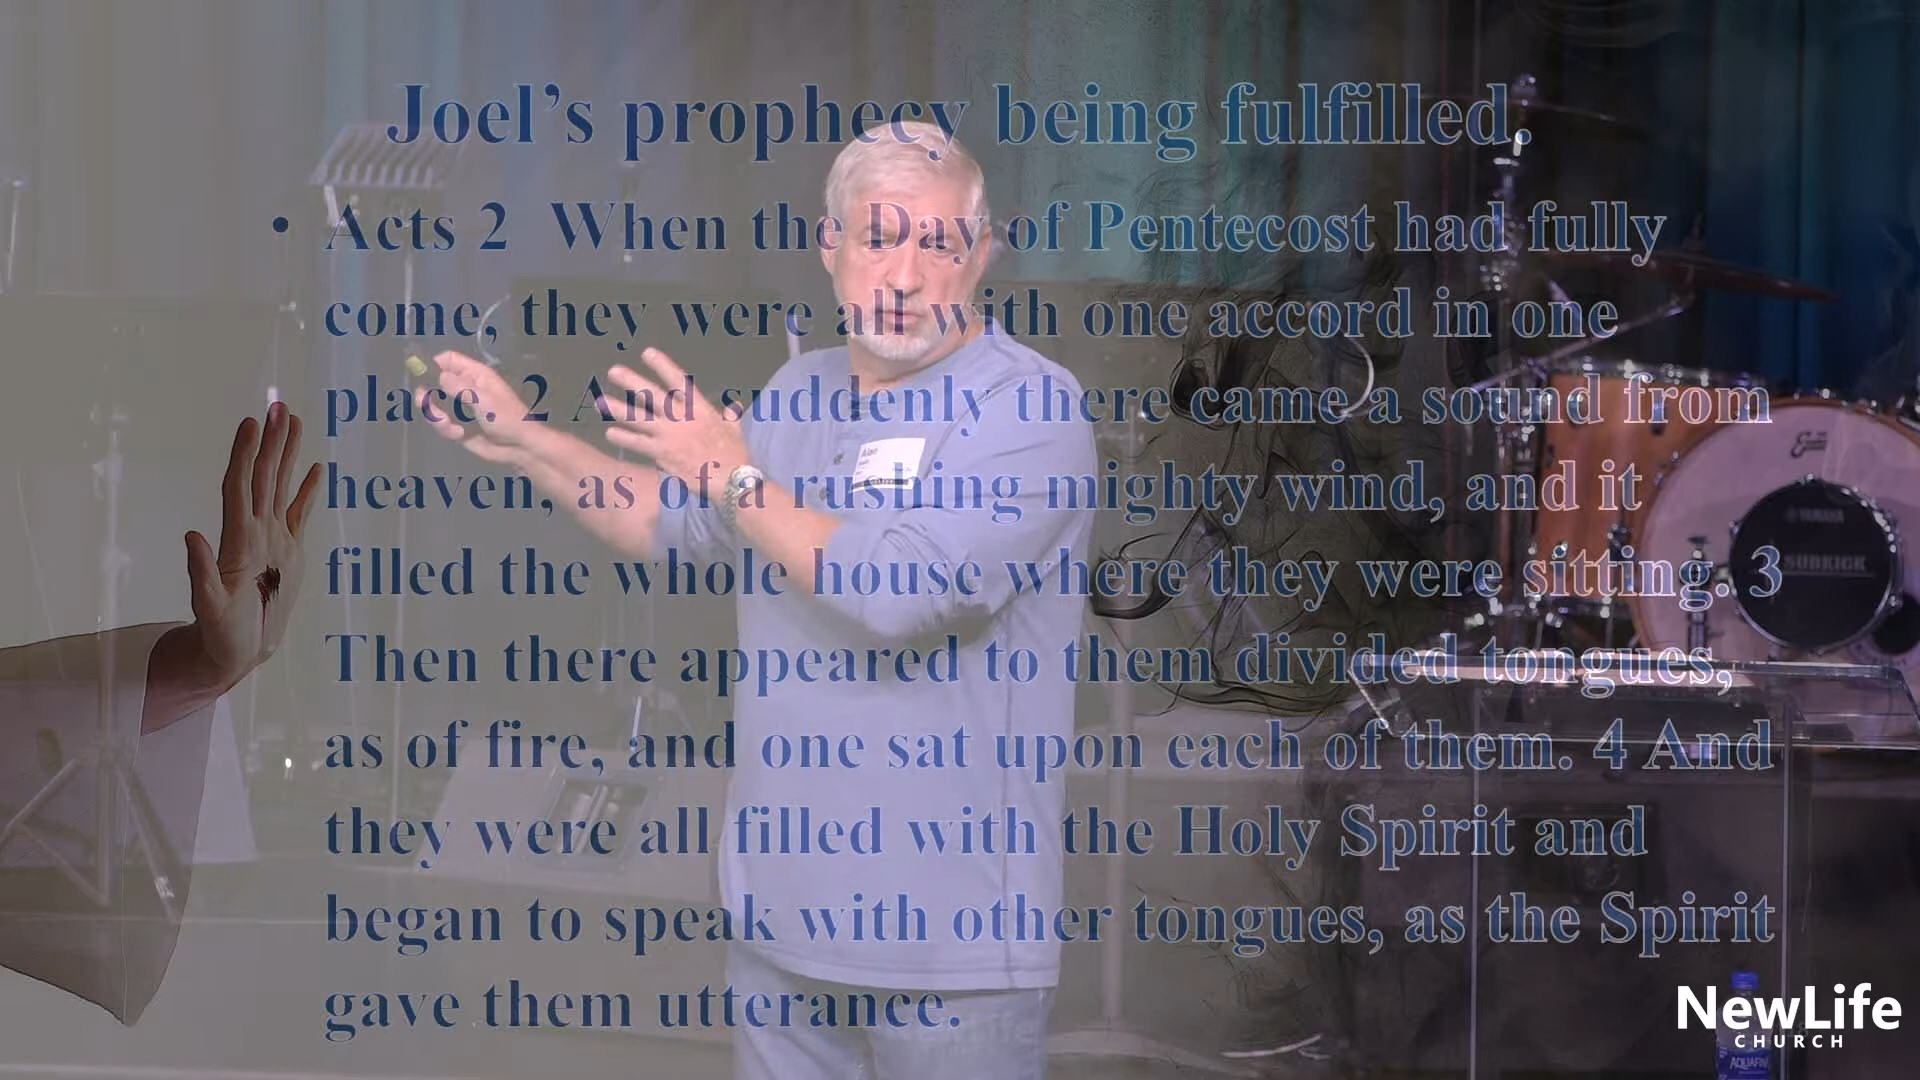 Joel’s prophecy being fulfilled.
• Acts 2 When the Day of Pentecost had fully
come, they were all with one accord in one
place. 2 And suddenly there came a sound from
heaven, as of a rushing mighty wind, and it
filled the whole house where they were sitting. 3
Then there appeared to them divided tongues,
as of fire, and one sat upon each of them. 4 And
they were all filled with the Holy Spirit and
began to speak with other tongues, as the Spirit
gave them utterance.
Alan
YAMAHA
SUBKICK
NewLife
CHURCH
AQUAFINA